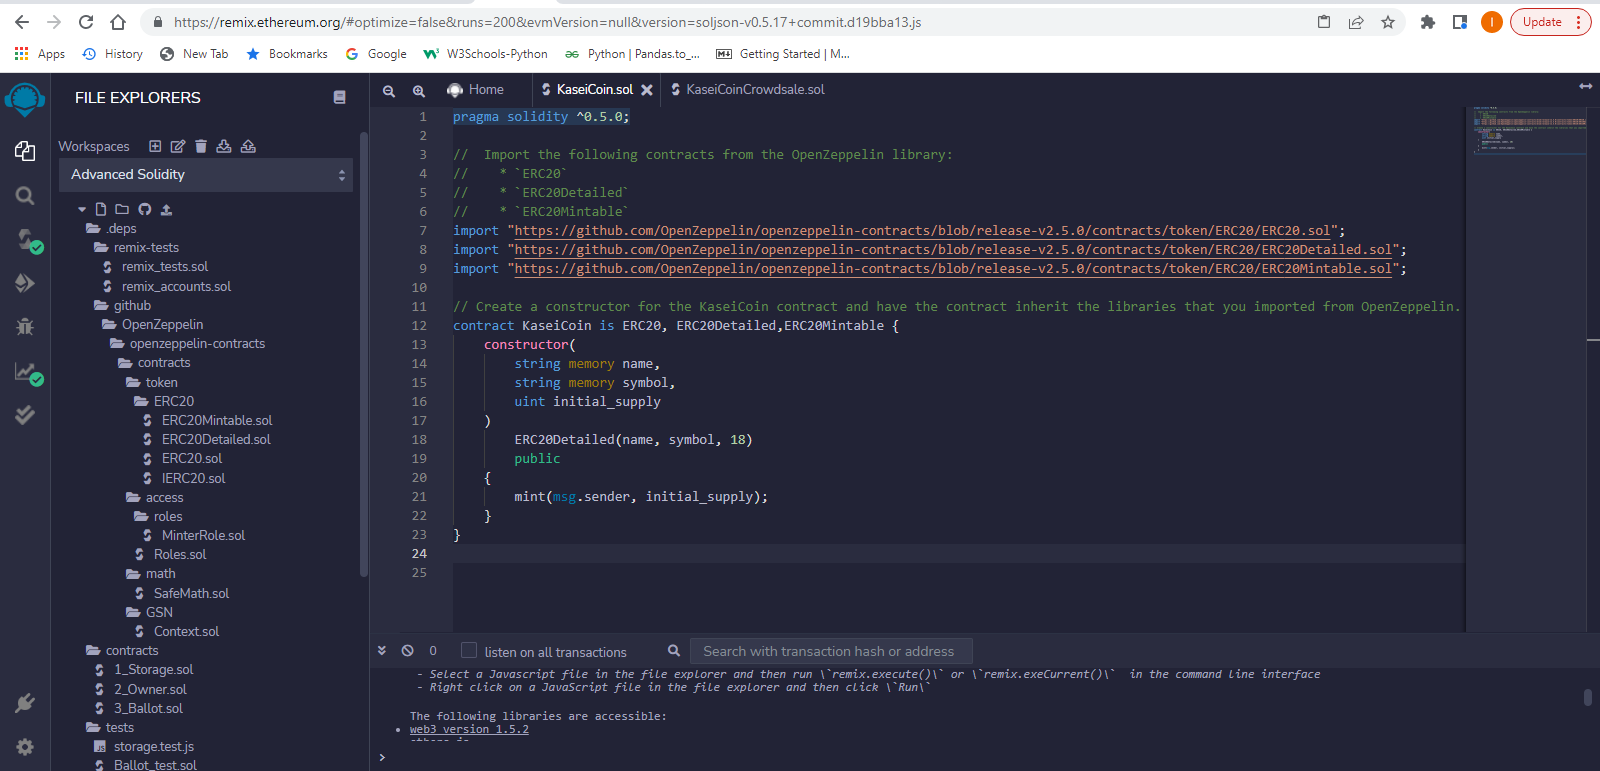 https://remix.ethereum.org/#optimize=false&runs=200&evmVersion=null&version=soljson-v0.5.17+commit.d19bba13.js
I
Update
Apps
History
New Tab
Bookmarks
Google
W3Schools-Python
Python | Pandas.to_...
Getting Started | M...
FILE EXPLORERS
Workspaces
Advanced Solidity
.deps
remix-tests
remix_tests.sol
remix_accounts.sol
github
OpenZeppelin
openzeppelin-contracts
contracts
token
ERC20
ERC20Mintable.sol
ERC20Detailed.sol
ERC20.sol
IERC20.sol
access
roles
MinterRole.sol
Roles.sol
math
SafeMath.sol
GSN
Context.sol
contracts
1_Storage.sol
2_Owner.sol
3_Ballot.sol
tests
storage.test.js
Ballot_test.sol
Home
KaseiCoin.sol
KaseiCoinCrowdsale.sol
1 pragma solidity ^0.5.0;
2
3 //  Import the following contracts from the OpenZeppelin library:
4 //    * `ERC20`
5 //    * `ERC20Detailed`
6 //    * `ERC20Mintable`
7 import "https://github.com/OpenZeppelin/openzeppelin-contracts/blob/release-v2.5.0/contracts/token/ERC20/ERC20.sol";
8 import "https://github.com/OpenZeppelin/openzeppelin-contracts/blob/release-v2.5.0/contracts/token/ERC20/ERC20Detailed.sol";
9 import "https://github.com/OpenZeppelin/openzeppelin-contracts/blob/release-v2.5.0/contracts/token/ERC20/ERC20Mintable.sol";
10
11 // Create a constructor for the KaseiCoin contract and have the contract inherit the libraries that you imported from OpenZeppelin.
12 contract KaseiCoin is ERC20, ERC20Detailed,ERC20Mintable {
13     constructor(
14         string memory name,
15         string memory symbol,
16         uint initial_supply
17     )
18         ERC20Detailed(name, symbol, 18)
19         public
20     {
21         mint(msg.sender, initial_supply);
22     }
23 }
24
25
0
listen on all transactions
Search with transaction hash or address
- Select a Javascript file in the file explorer and then run \`remix.execute()\` or \`remix.exeCurrent()\`  in the command line interface
- Right click on a JavaScript file in the file explorer and then click \`Run\`
The following libraries are accessible:
• web3 version 1.5.2
>